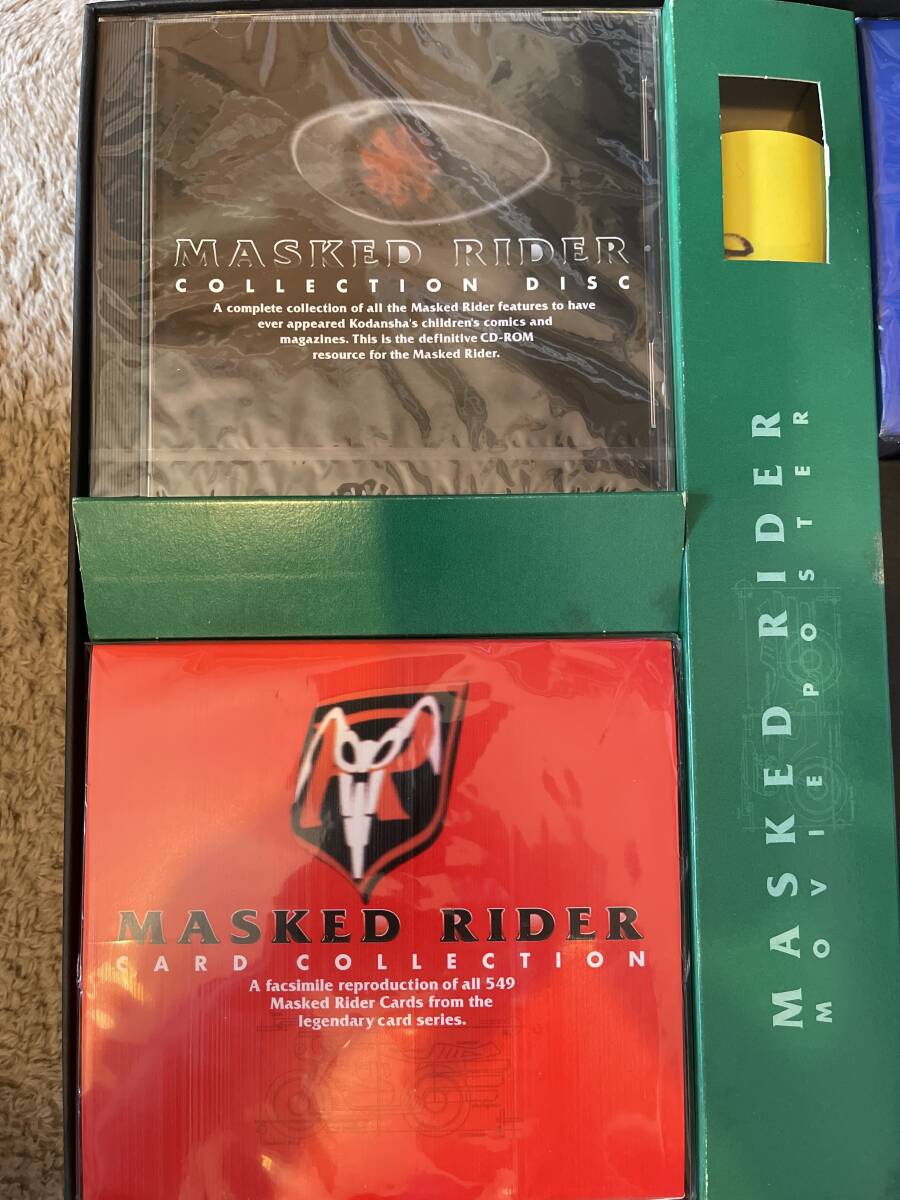 MASKED RIDER
COLLECTION DISC
A complete collection of all the Masked Rider features to have
ever appeared Kodansha's children's comics and
magazines. This is the definitive CD-ROM
resource for the Masked Rider.
MASKED RIDER
MOVIE POSTER
R
MASKED RIDER
CARD COLLECTION
A facsimile reproduction of all 549
Masked Rider Cards from the
legendary card series.